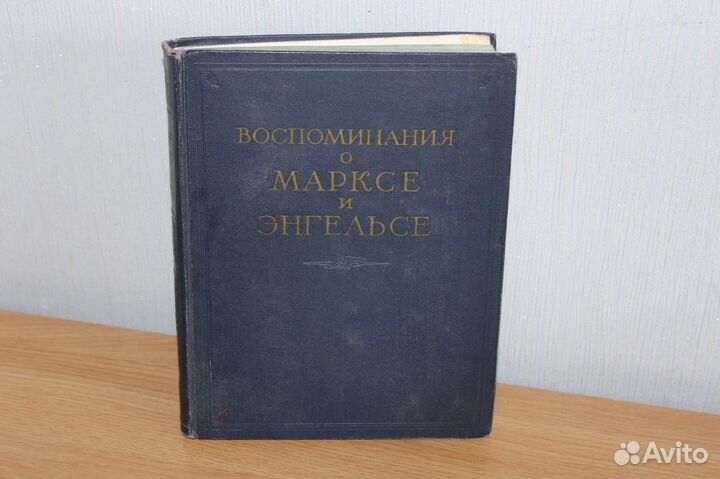 ВОСПОМИНАНИЯ
О
МАРКСЕ
И
ЭНГЕЛЬСЕ
Avito